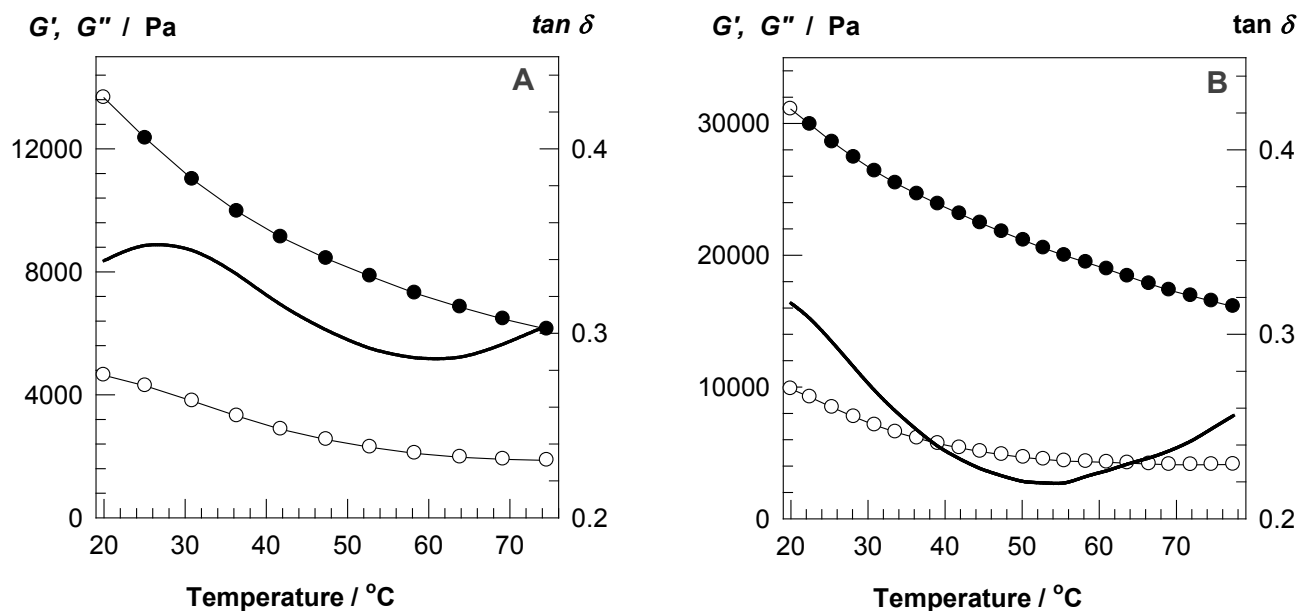 G', G" / Pa
tan δ
A
12000
8000
4000
0
0.4
0.3
0.2
20 30 40 50 60 70
Temperature / °C
G', G" / Pa
tan δ
B
30000
20000
10000
0
0.4
0.3
0.2
20 30 40 50 60 70
Temperature / °C